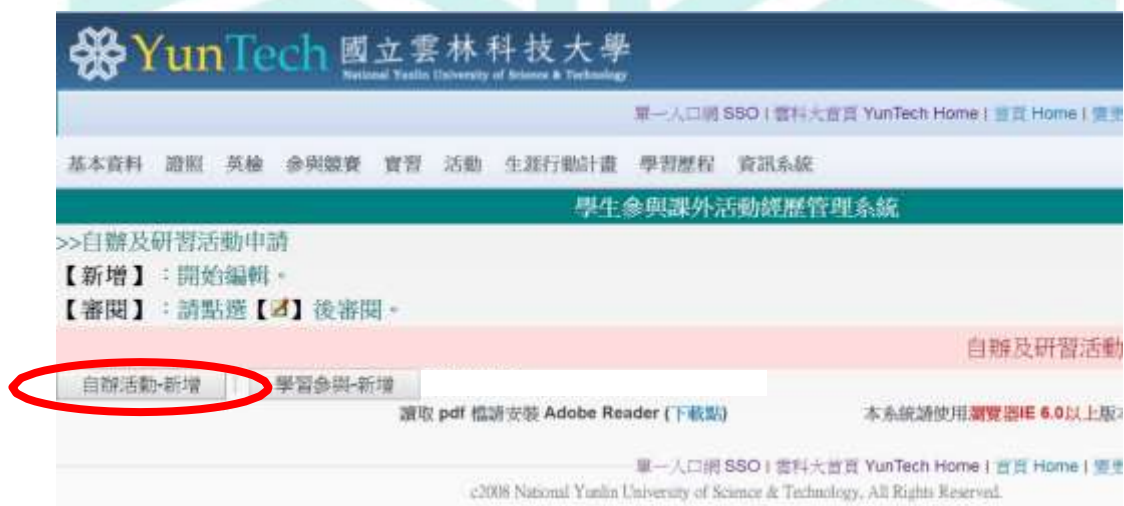 YunTech 國立雲林科技大學
National Yunlin University of Science & Technology
單一入口網 SSO | 雲科大首頁 YunTech Home | 首頁 Home |
基本資料 證照 英檢 參與競賽 實習 活動 生涯行動計畫 學習歷程 資訊系統
學生參與課外活動經歷管理系統
>>自辦及研習活動申請
【新增】：開始編輯。
【審閱】：請點選【】後審閱。
自辦及研習活動
自辦活動-新增 | 學習參與-新增
讀取 pdf 檔請安裝 Adobe Reader (下載點) 本系統請使用瀏覽器IE 6.0以上版本
單一入口網 SSO | 雲科大首頁 YunTech Home | 首頁 Home |
c2008 National Yunlin University of Science & Technology, All Rights Reserved.